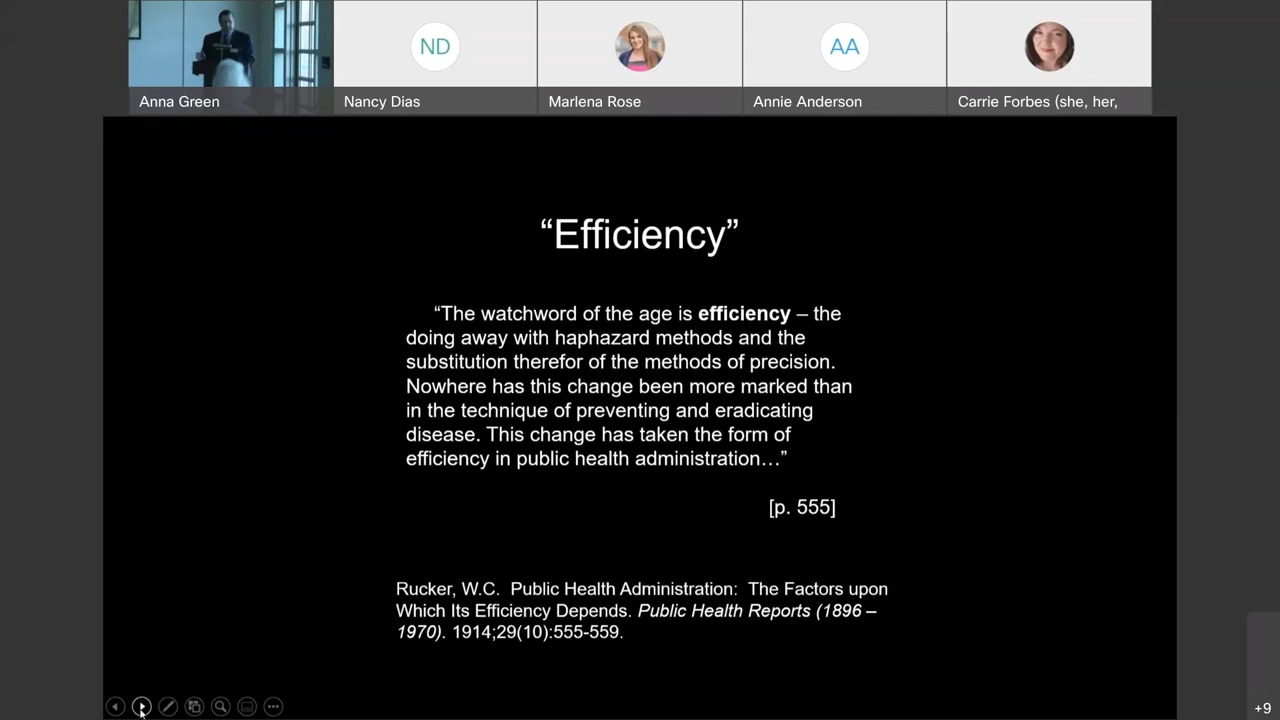 ND
AA
Anna Green
Nancy Dias
Marlena Rose
Annie Anderson
Carrie Forbes (she, her,
“Efficiency”
“The watchword of the age is efficiency – the
doing away with haphazard methods and the
substitution therefor of the methods of precision.
Nowhere has this change been more marked than
in the technique of preventing and eradicating
disease. This change has taken the form of
efficiency in public health administration…”
[p. 555]
Rucker, W.C.  Public Health Administration:  The Factors upon
Which Its Efficiency Depends. Public Health Reports (1896 –
1970). 1914;29(10):555-559.
+9